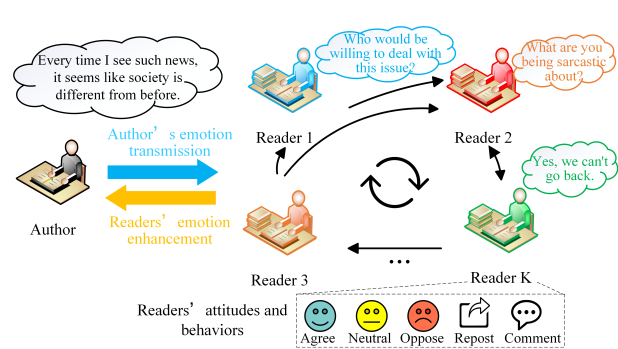 Every time I see such news,
it seems like society is
different from before.
Who would be
willing to deal with
this issue?
What are you
being sarcastic
about?
Reader 1
Reader 2
Author’s emotion
transmission
Yes, we can't
go back.
Author
Readers’ emotion
enhancement
...
Reader 3
Reader K
Readers’ attitudes and
behaviors
Agree
Neutral
Oppose
Repost
Comment